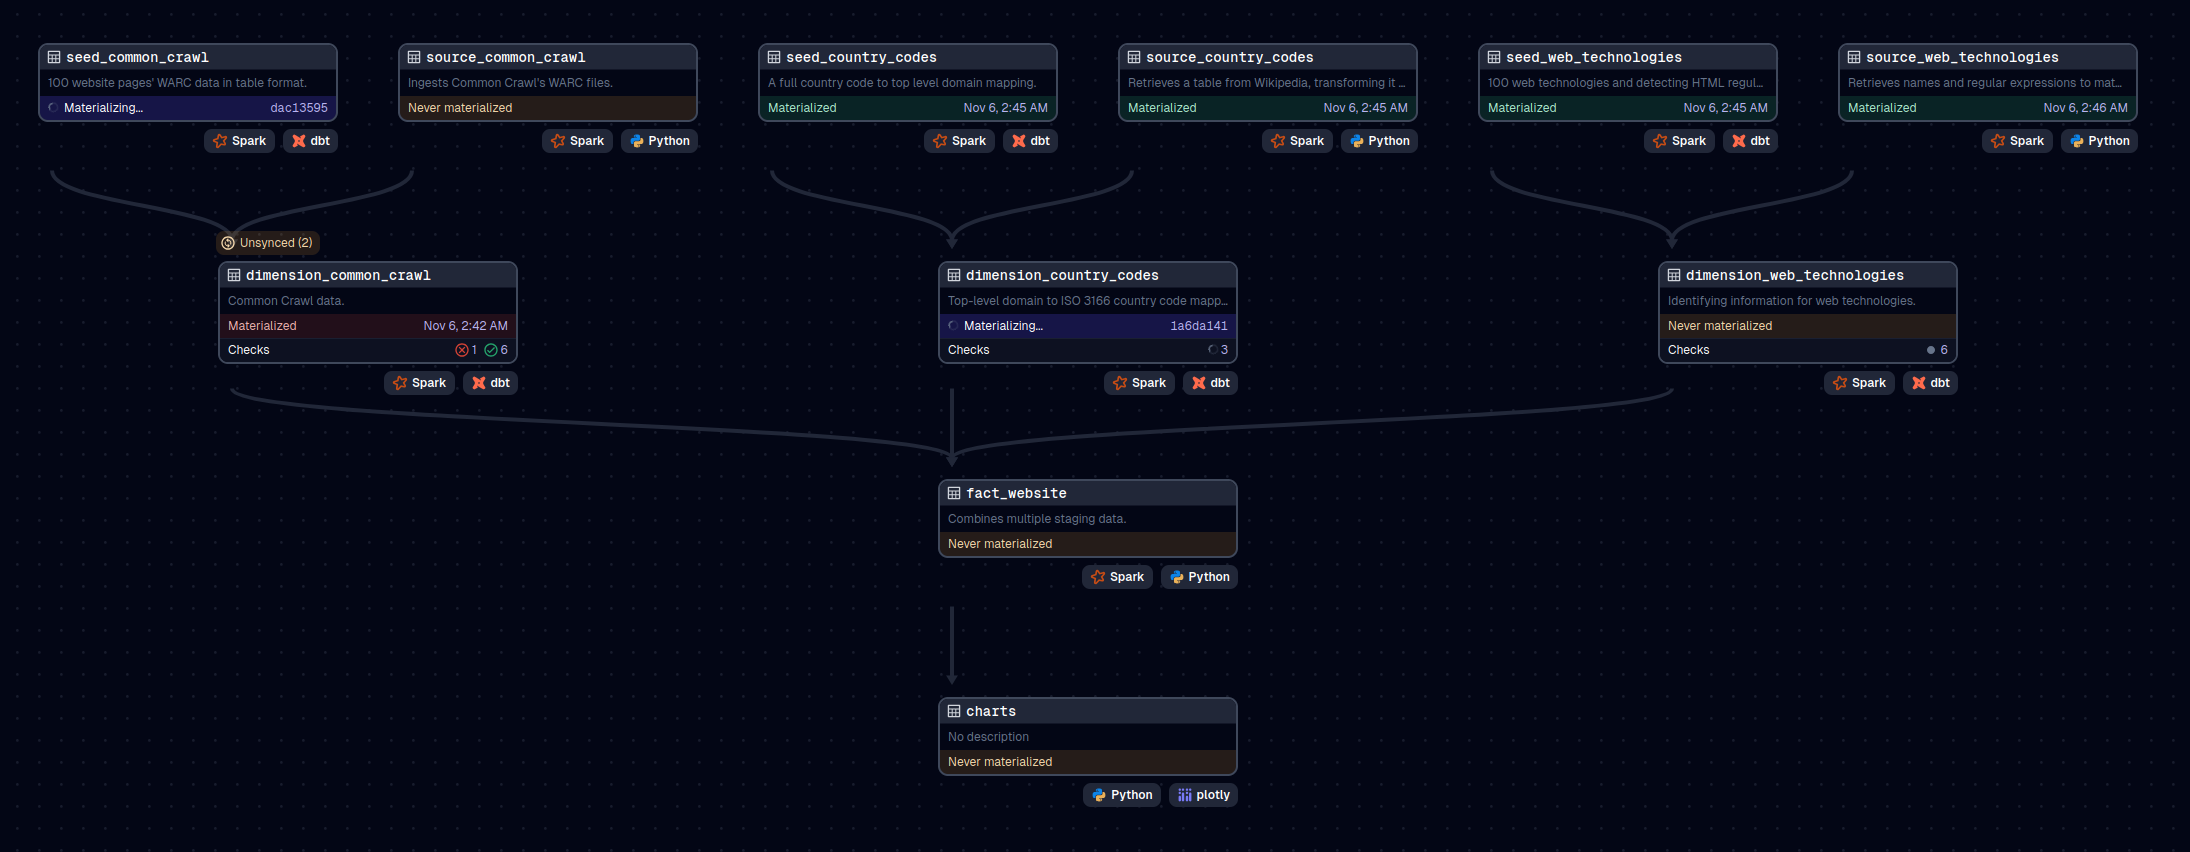 seed_common_crawl
100 website pages' WARC data in table format.
Materializing... dac13595
Spark dbt
source_common_crawl
Ingests Common Crawl's WARC files.
Never materialized
Spark Python
seed_country_codes
A full country code to top level domain mapping.
Materialized Nov 6, 2:45 AM
Spark dbt
source_country_codes
Retrieves a table from Wikipedia, transforming it ...
Materialized Nov 6, 2:45 AM
Spark Python
seed_web_technologies
100 web technologies and detecting HTML regul...
Materialized Nov 6, 2:45 AM
Spark dbt
source_web_technologies
Retrieves names and regular expressions to mat...
Materialized Nov 6, 2:46 AM
Spark Python
Unsynced (2)
dimension_common_crawl
Common Crawl data.
Materialized Nov 6, 2:42 AM
Checks 1 6
Spark dbt
dimension_country_codes
Top-level domain to ISO 3166 country code mapp...
Materializing... 1a6da141
Checks 3
Spark dbt
dimension_web_technologies
Identifying information for web technologies.
Never materialized
Checks 6
Spark dbt
fact_website
Combines multiple staging data.
Never materialized
Spark Python
charts
No description
Never materialized
Python plotly